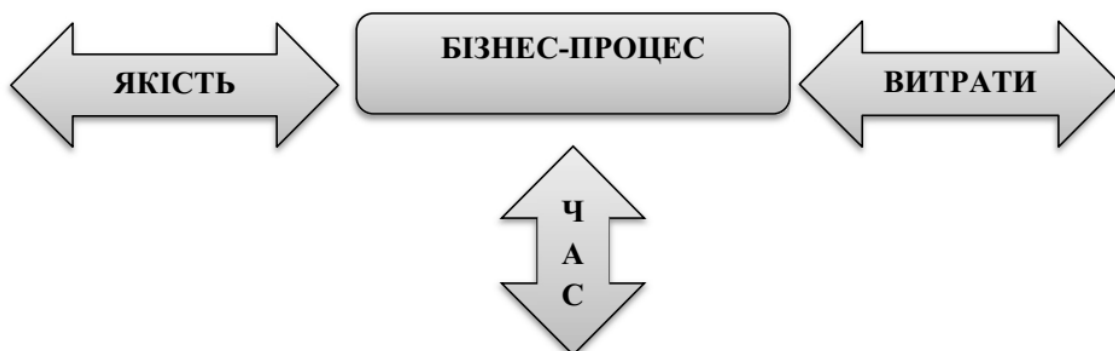 БІЗНЕС-ПРОЦЕС
ЯКІСТЬ
ВИТРАТИ
Ч
А
С